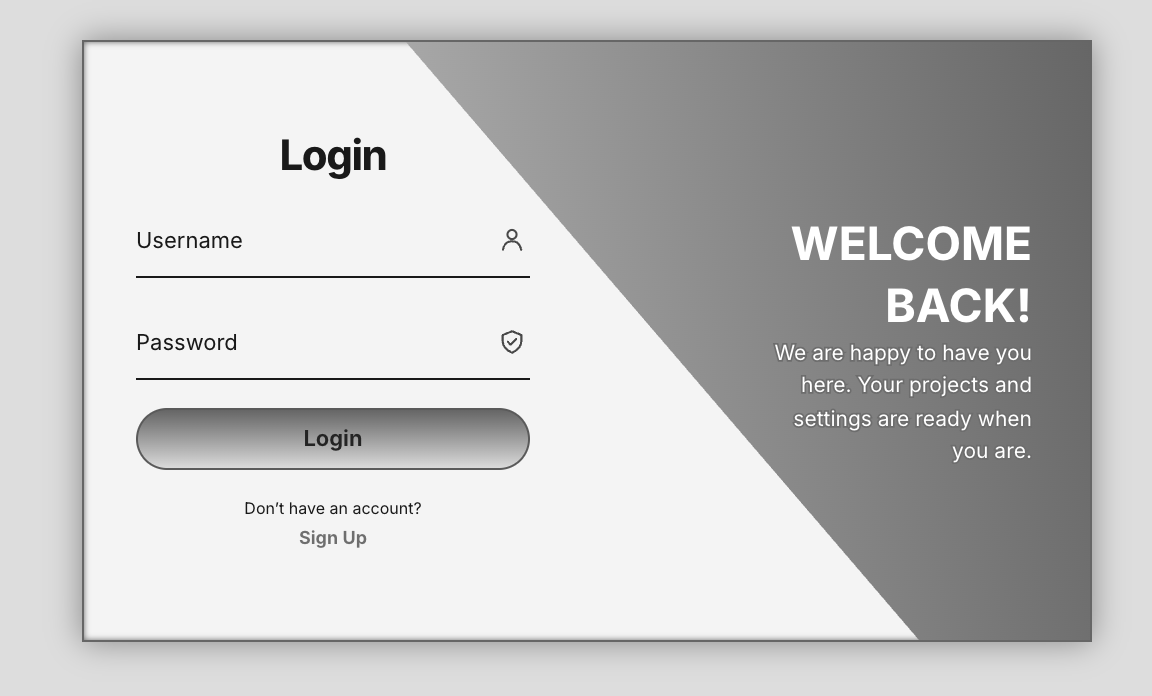 Login
Username
Password
Login
Don’t have an account?
Sign Up
WELCOME
BACK!
We are happy to have you
here. Your projects and
settings are ready when
you are.